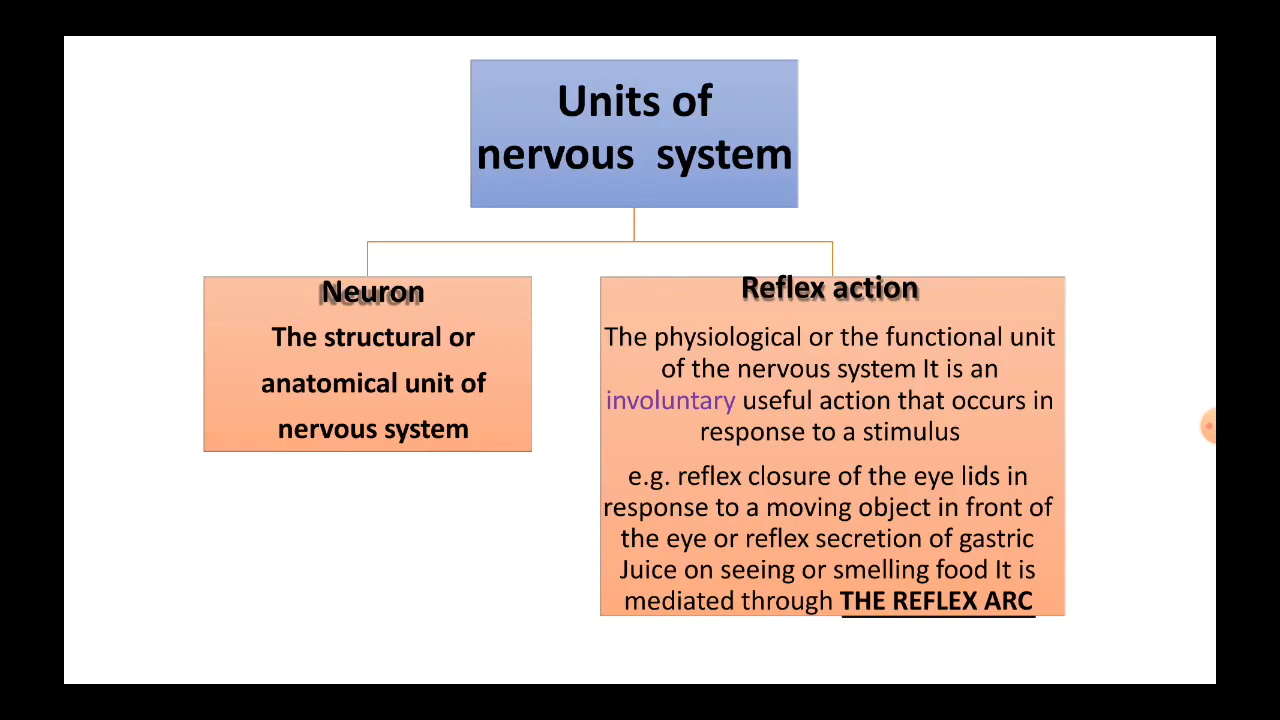 Units of
nervous system
Neuron
The structural or
anatomical unit of
nervous system
Reflex action
The physiological or the functional unit
of the nervous system It is an
involuntary useful action that occurs in
response to a stimulus
e.g. reflex closure of the eye lids in
response to a moving object in front of
the eye or reflex secretion of gastric
Juice on seeing or smelling food It is
mediated through THE REFLEX ARC